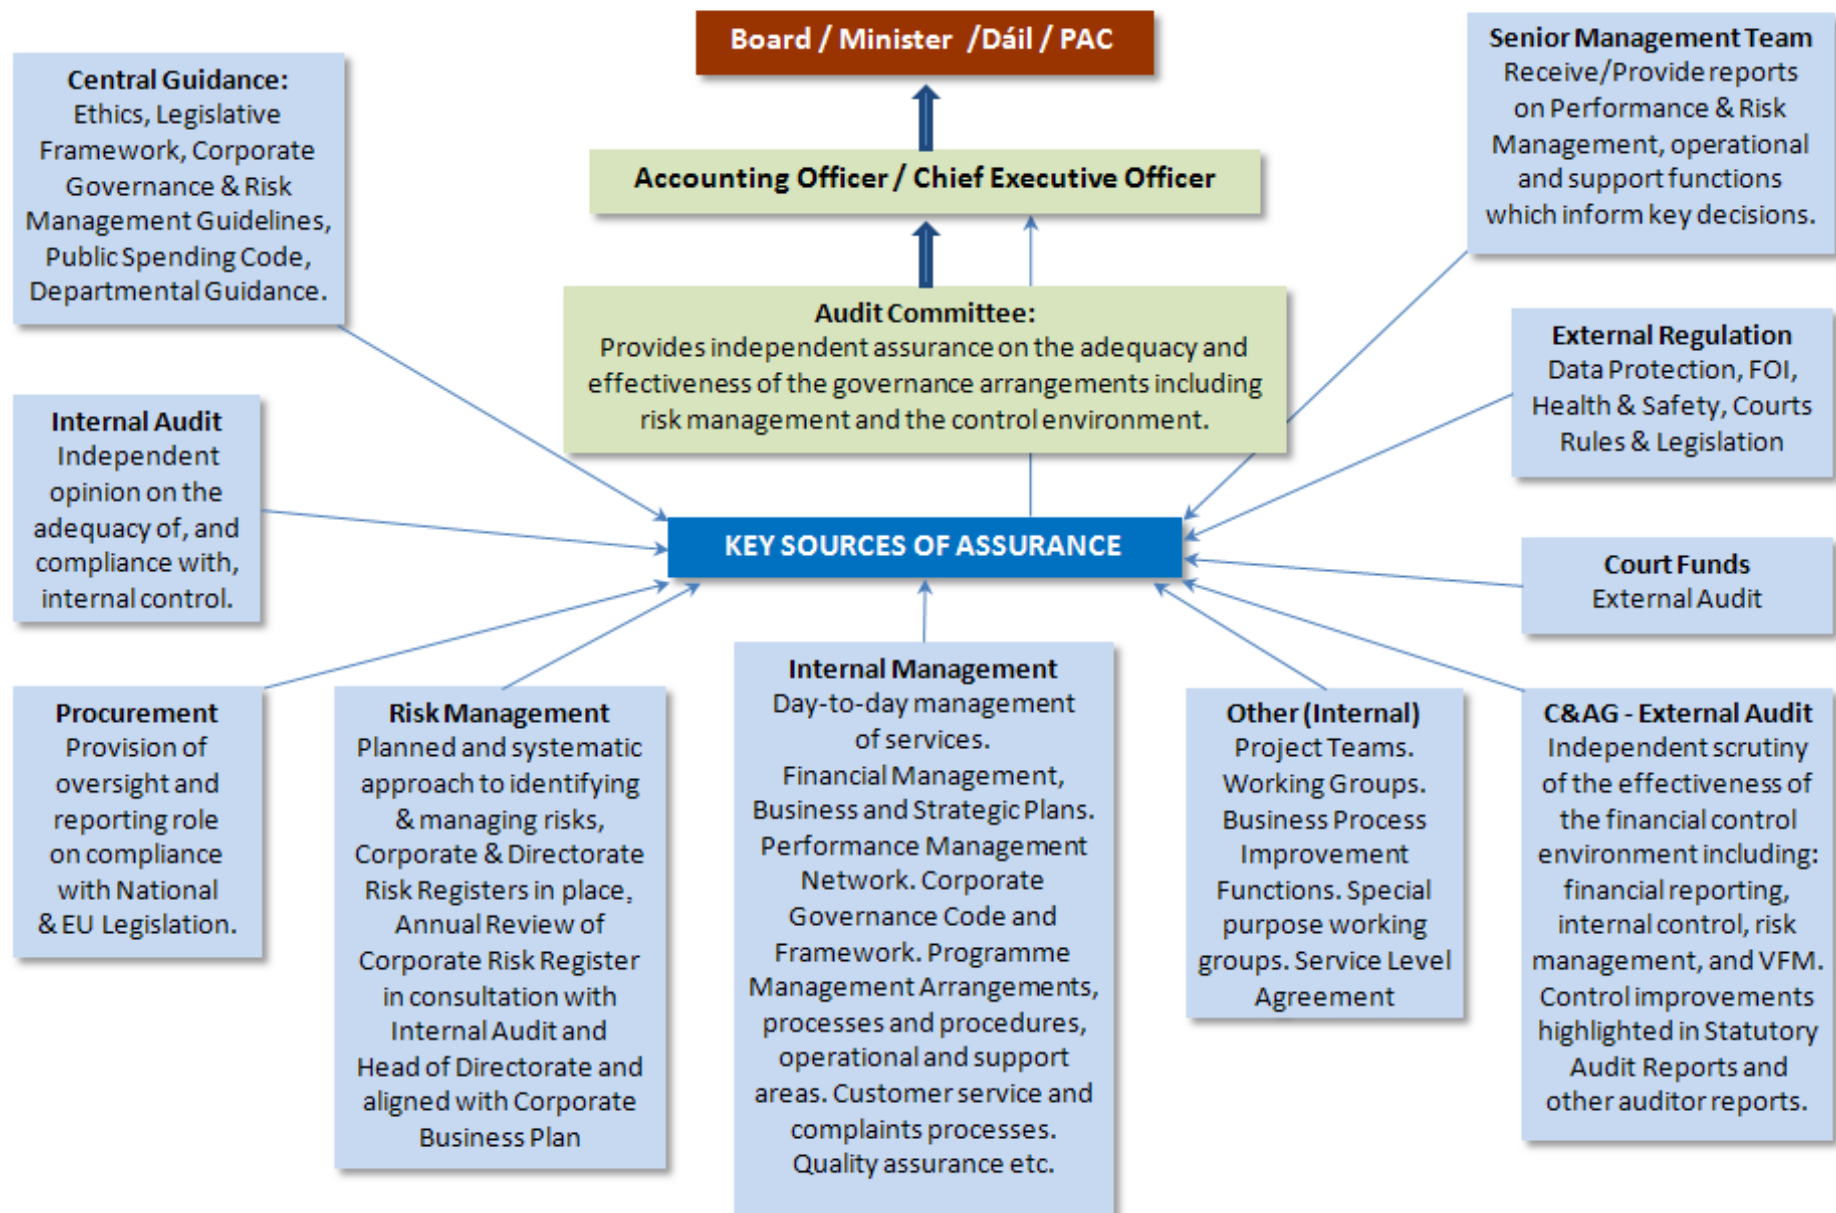 Board / Minister /Dáil / PAC
Accounting Officer / Chief Executive Officer
Audit Committee:
Provides independent assurance on the adequacy and
effectiveness of the governance arrangements including
risk management and the control environment.
KEY SOURCES OF ASSURANCE
Central Guidance:
Ethics, Legislative
Framework, Corporate
Governance & Risk
Management Guidelines,
Public Spending Code,
Departmental Guidance.
Internal Audit
Independent
opinion on the
adequacy of, and
compliance with,
internal control.
Procurement
Provision of
oversight and
reporting role
on compliance
with National
& EU Legislation.
Risk Management
Planned and systematic
approach to identifying
& managing risks,
Corporate & Directorate
Risk Registers in place,
Annual Review of
Corporate Risk Register
in consultation with
Internal Audit and
Head of Directorate and
aligned with Corporate
Business Plan
Internal Management
Day-to-day management
of services.
Financial Management,
Business and Strategic Plans.
Performance Management
Network. Corporate
Governance Code and
Framework. Programme
Management Arrangements,
processes and procedures,
operational and support
areas. Customer service and
complaints processes.
Quality assurance etc.
Other (Internal)
Project Teams.
Working Groups.
Business Process
Improvement
Functions. Special
purpose working
groups. Service Level
Agreement
C&AG - External Audit
Independent scrutiny
of the effectiveness of
the financial control
environment including:
financial reporting,
internal control, risk
management, and VFM.
Control improvements
highlighted in Statutory
Audit Reports and
other auditor reports.
Court Funds
External Audit
External Regulation
Data Protection, FOI,
Health & Safety, Courts
Rules & Legislation
Senior Management Team
Receive/Provide reports
on Performance & Risk
Management, operational
and support functions
which inform key decisions.